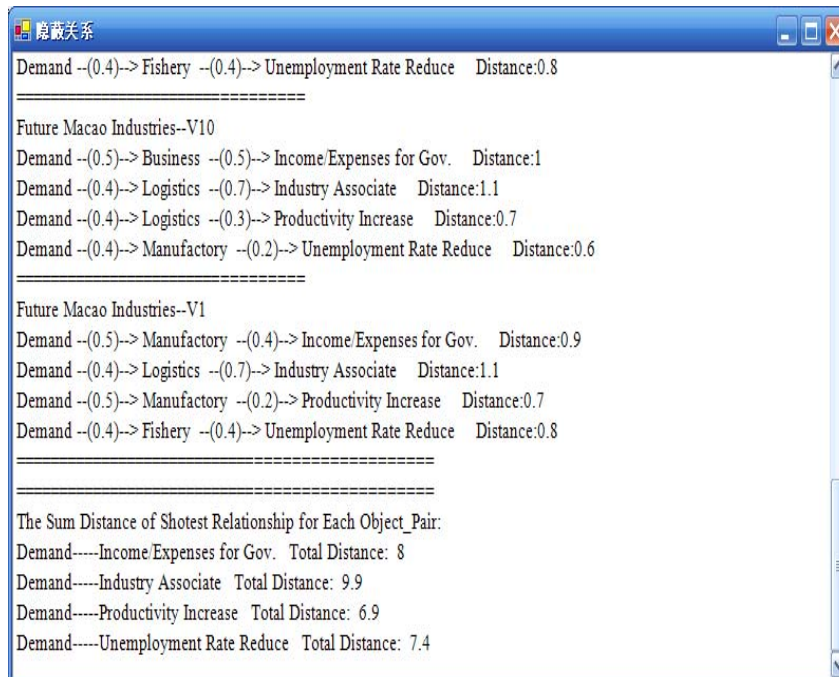 隐蔽关系
Demand --(0.4)--> Fishery --(0.4)--> Unemployment Rate Reduce Distance:0.8
==================================
Future Macao Industries--V10
Demand --(0.5)--> Business --(0.5)--> Income/Expenses for Gov. Distance:1
Demand --(0.4)--> Logistics --(0.7)--> Industry Associate Distance:1.1
Demand --(0.4)--> Logistics --(0.3)--> Productivity Increase Distance:0.7
Demand --(0.4)--> Manufactory --(0.2)--> Unemployment Rate Reduce Distance:0.6
==================================
Future Macao Industries--V1
Demand --(0.5)--> Manufactory --(0.4)--> Income/Expenses for Gov. Distance:0.9
Demand --(0.4)--> Logistics --(0.7)--> Industry Associate Distance:1.1
Demand --(0.5)--> Manufactory --(0.2)--> Productivity Increase Distance:0.7
Demand --(0.4)--> Fishery --(0.4)--> Unemployment Rate Reduce Distance:0.8
=================================================
=================================================
The Sum Distance of Shotest Relationship for Each Object_Pair:
Demand-----Income/Expenses for Gov. Total Distance: 8
Demand-----Industry Associate Total Distance: 9.9
Demand-----Productivity Increase Total Distance: 6.9
Demand-----Unemployment Rate Reduce Total Distance: 7.4